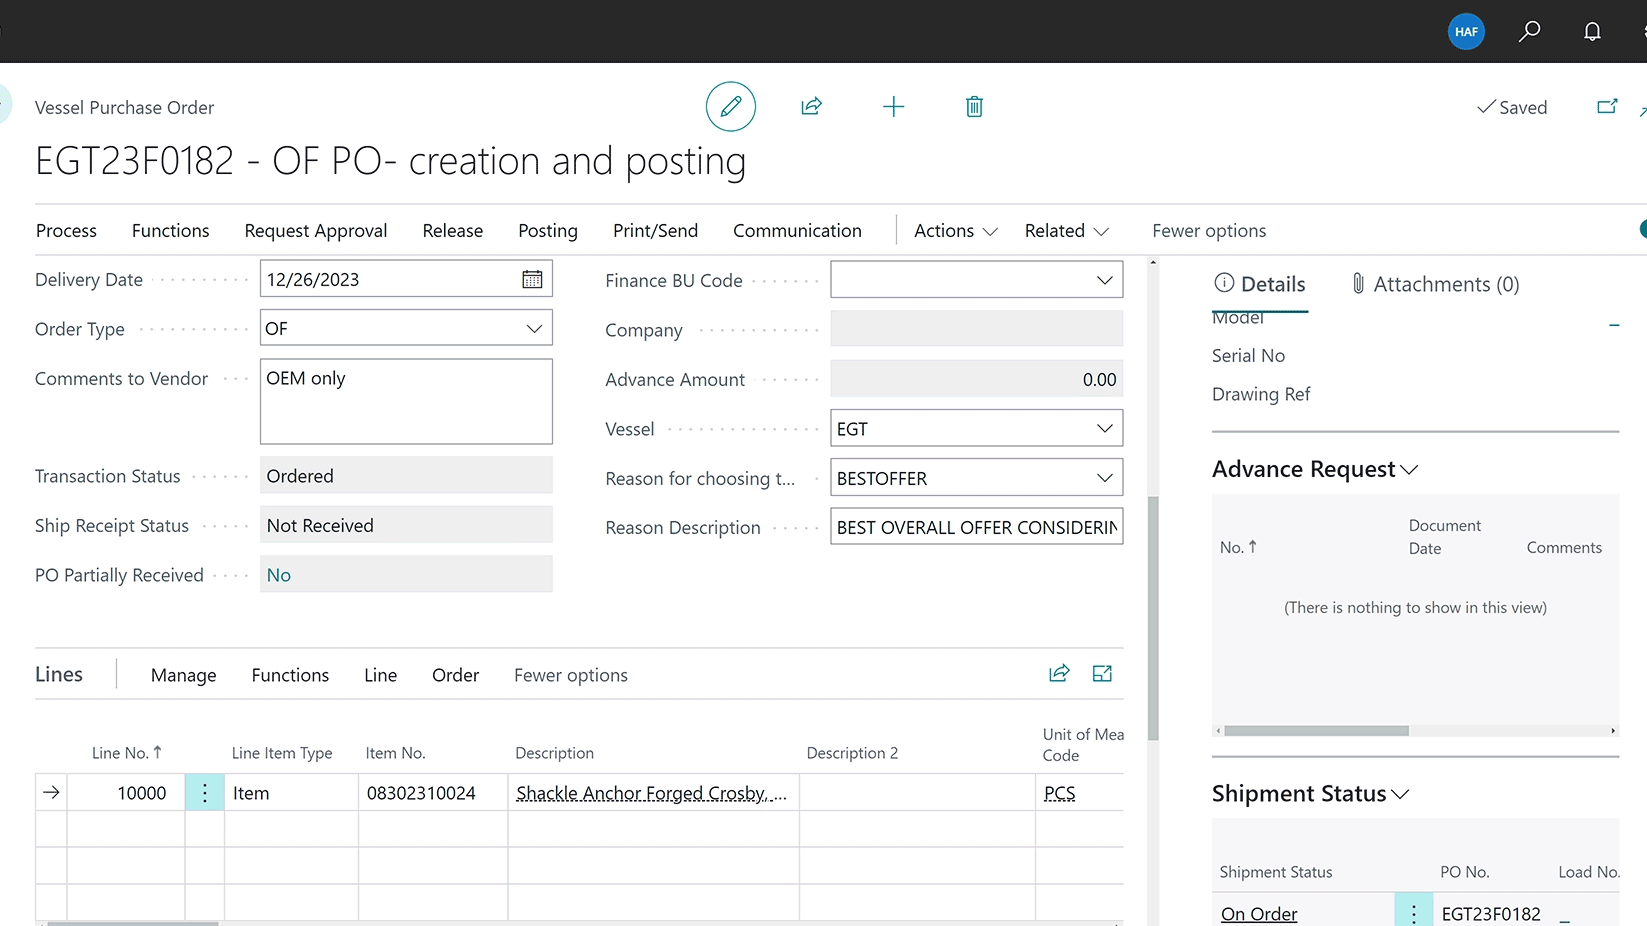 HAF
Vessel Purchase Order
Saved
EGT23F0182 - OF PO- creation and posting
Process Functions Request Approval Release Posting Print/Send Communication Actions Related Fewer options
Delivery Date 12/26/2023
Order Type OF
Comments to Vendor OEM only
Transaction Status Ordered
Ship Receipt Status Not Received
PO Partially Received No
Finance BU Code
Company
Advance Amount 0.00
Vessel EGT
Reason for choosing t... BESTOFFER
Reason Description BEST OVERALL OFFER CONSIDERIN
Details Attachments (0)
Model
Serial No
Drawing Ref
Advance Request
No. Document Date Comments
(There is nothing to show in this view)
Lines Manage Functions Line Order Fewer options
Line No. Line Item Type Item No. Description Description 2 Unit of Mea Code
10000 Item 08302310024 Shackle Anchor Forged Crosby, ... PCS
Shipment Status
Shipment Status PO No. Load No.
On Order EGT23F0182 _